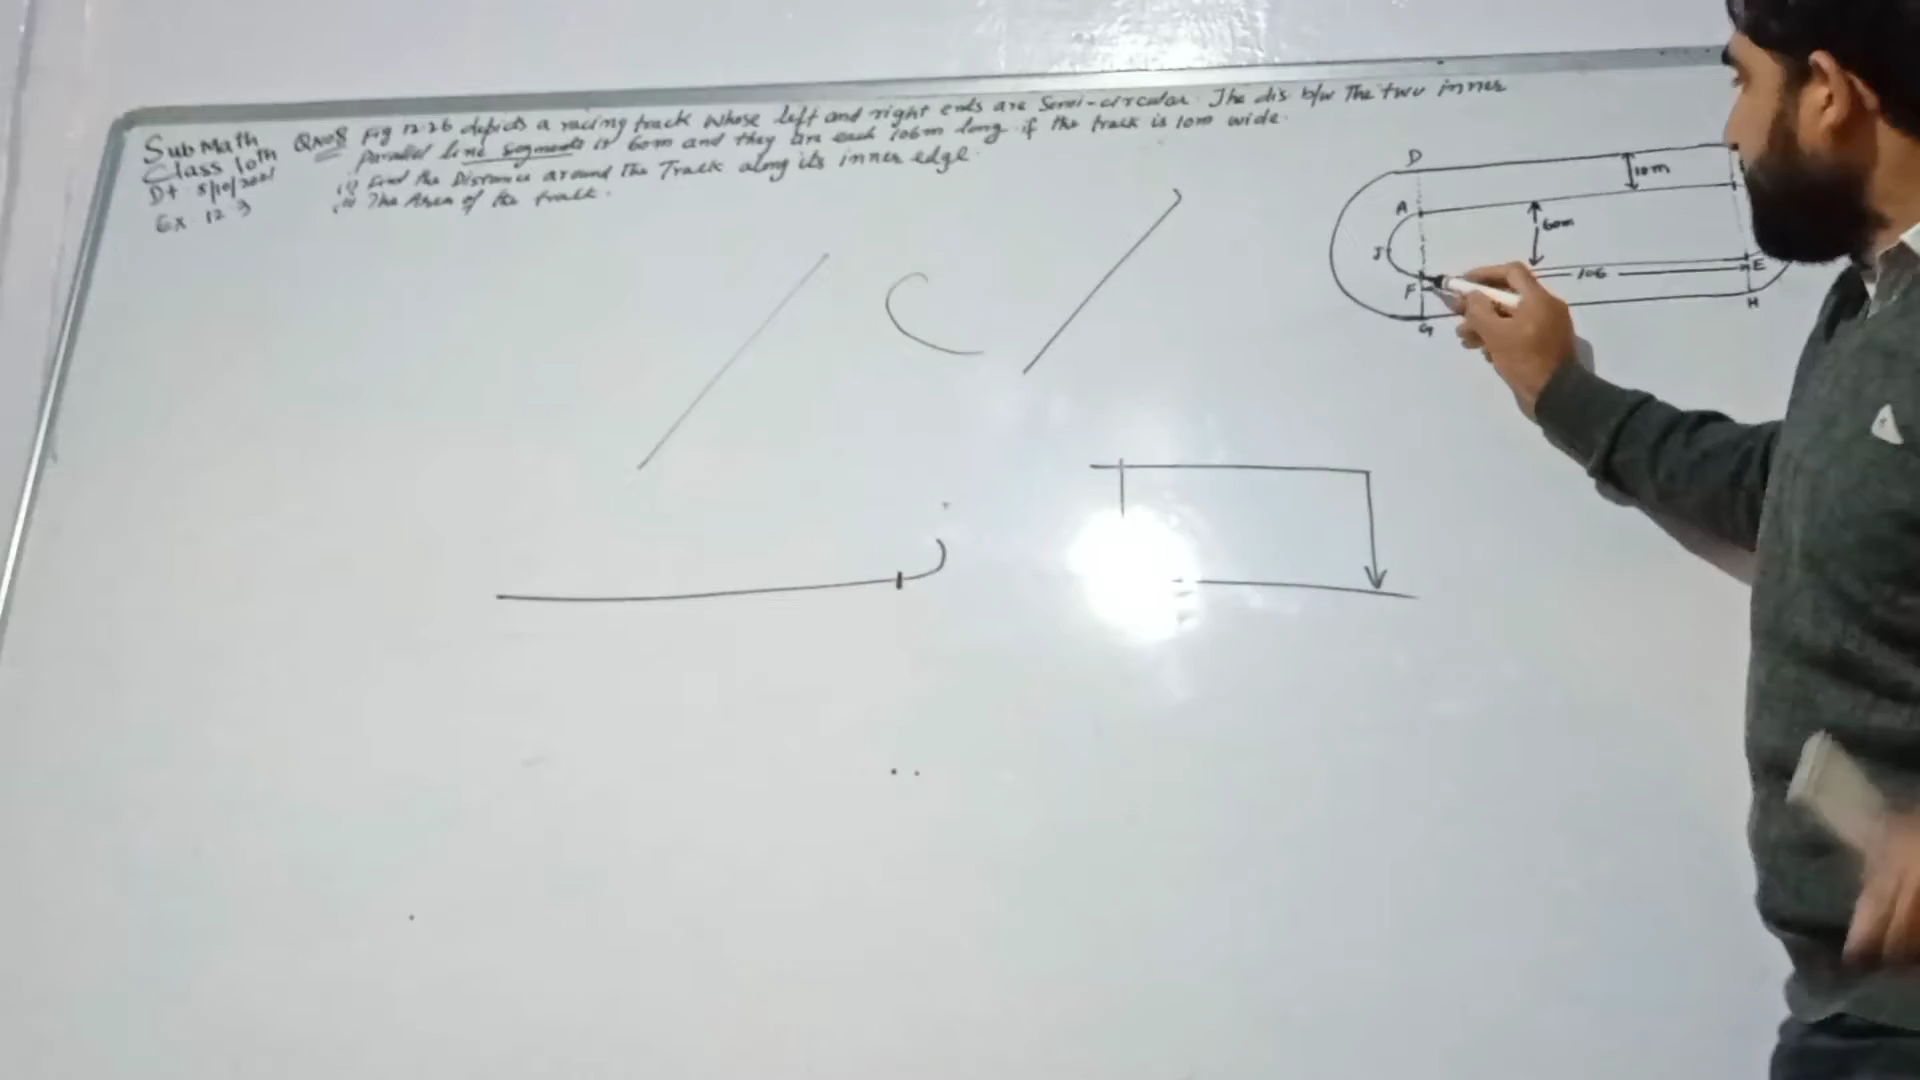 Sub Math
Class 10th
Dt 5/10/2021
Ex. 12.3
QNo8 Fig 12.26 depicts a racing track whose left and right ends are Semi-circular. The dis b/w The two inner
parallel line segments is 60m and they are each 106m long. if the track is 10m wide.
(i) Find the Distance around The Track along its inner edge.
(ii) The Area of the track.
D
10m
A
60m
J
106
E
F
H
G